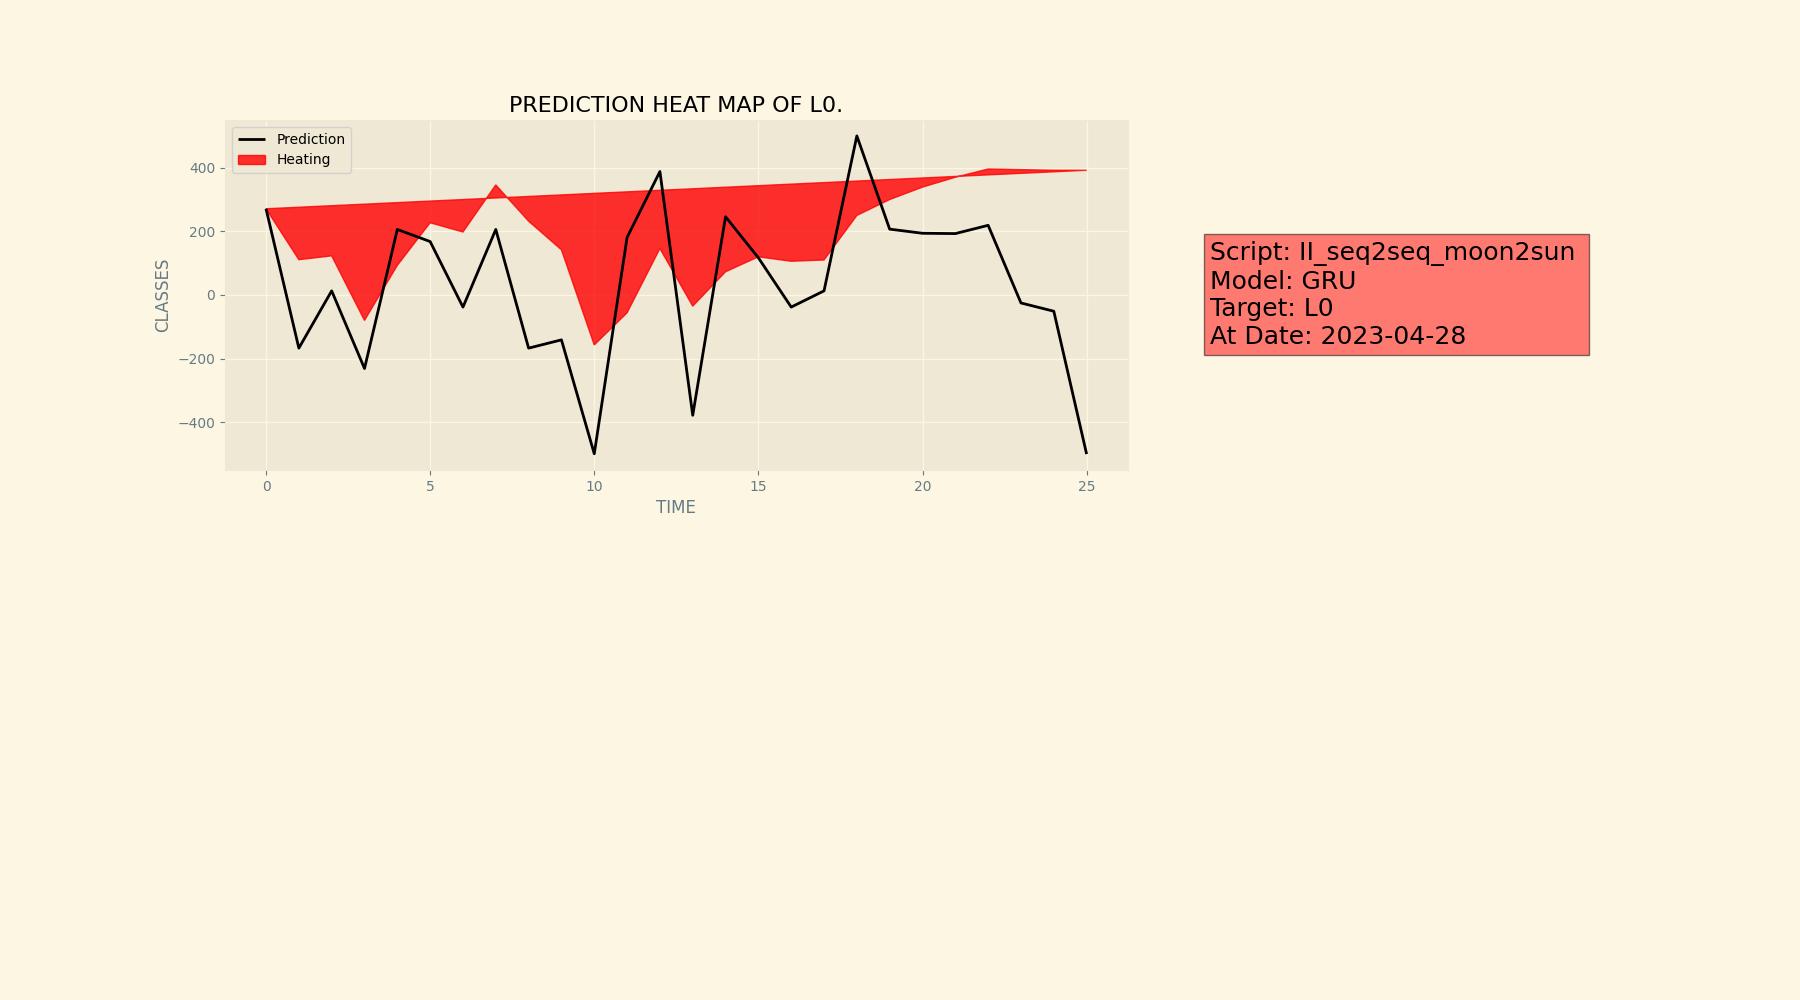 PREDICTION HEAT MAP OF L0.
Prediction
Heating
400
200
0
−200
−400
CLASSES
0 5 10 15 20 25
TIME
Script: II_seq2seq_moon2sun
Model: GRU
Target: L0
At Date: 2023-04-28